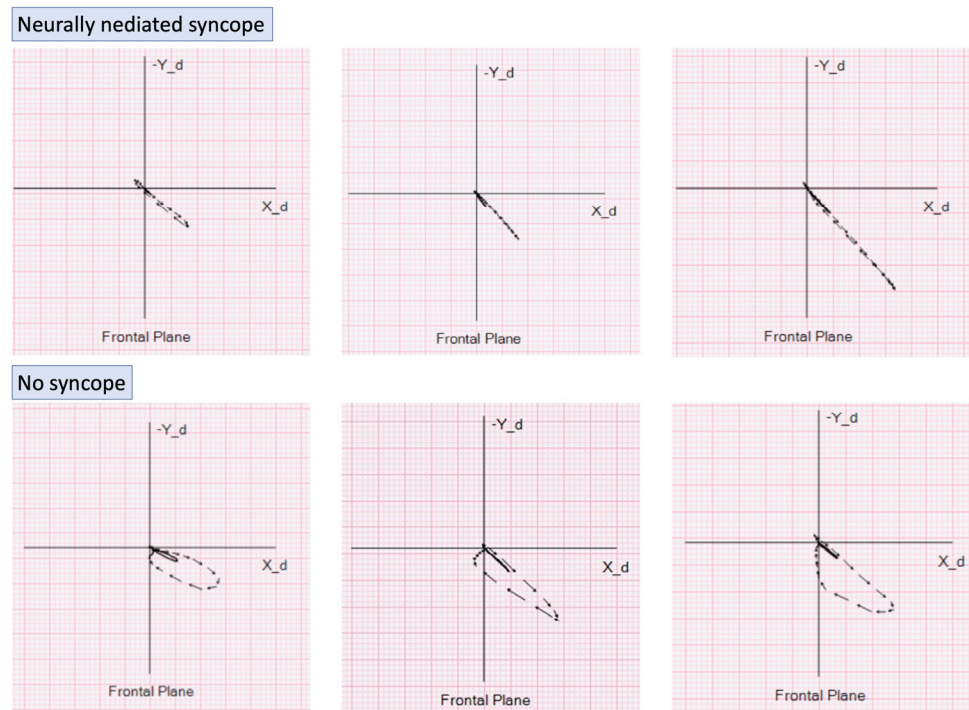 Neurally nediated syncope
-Y_d -Y_d -Y_d
X_d X_d X_d
Frontal Plane Frontal Plane Frontal Plane
No syncope
-Y_d -Y_d -Y_d
X_d X_d X_d
Frontal Plane Frontal Plane Frontal Plane